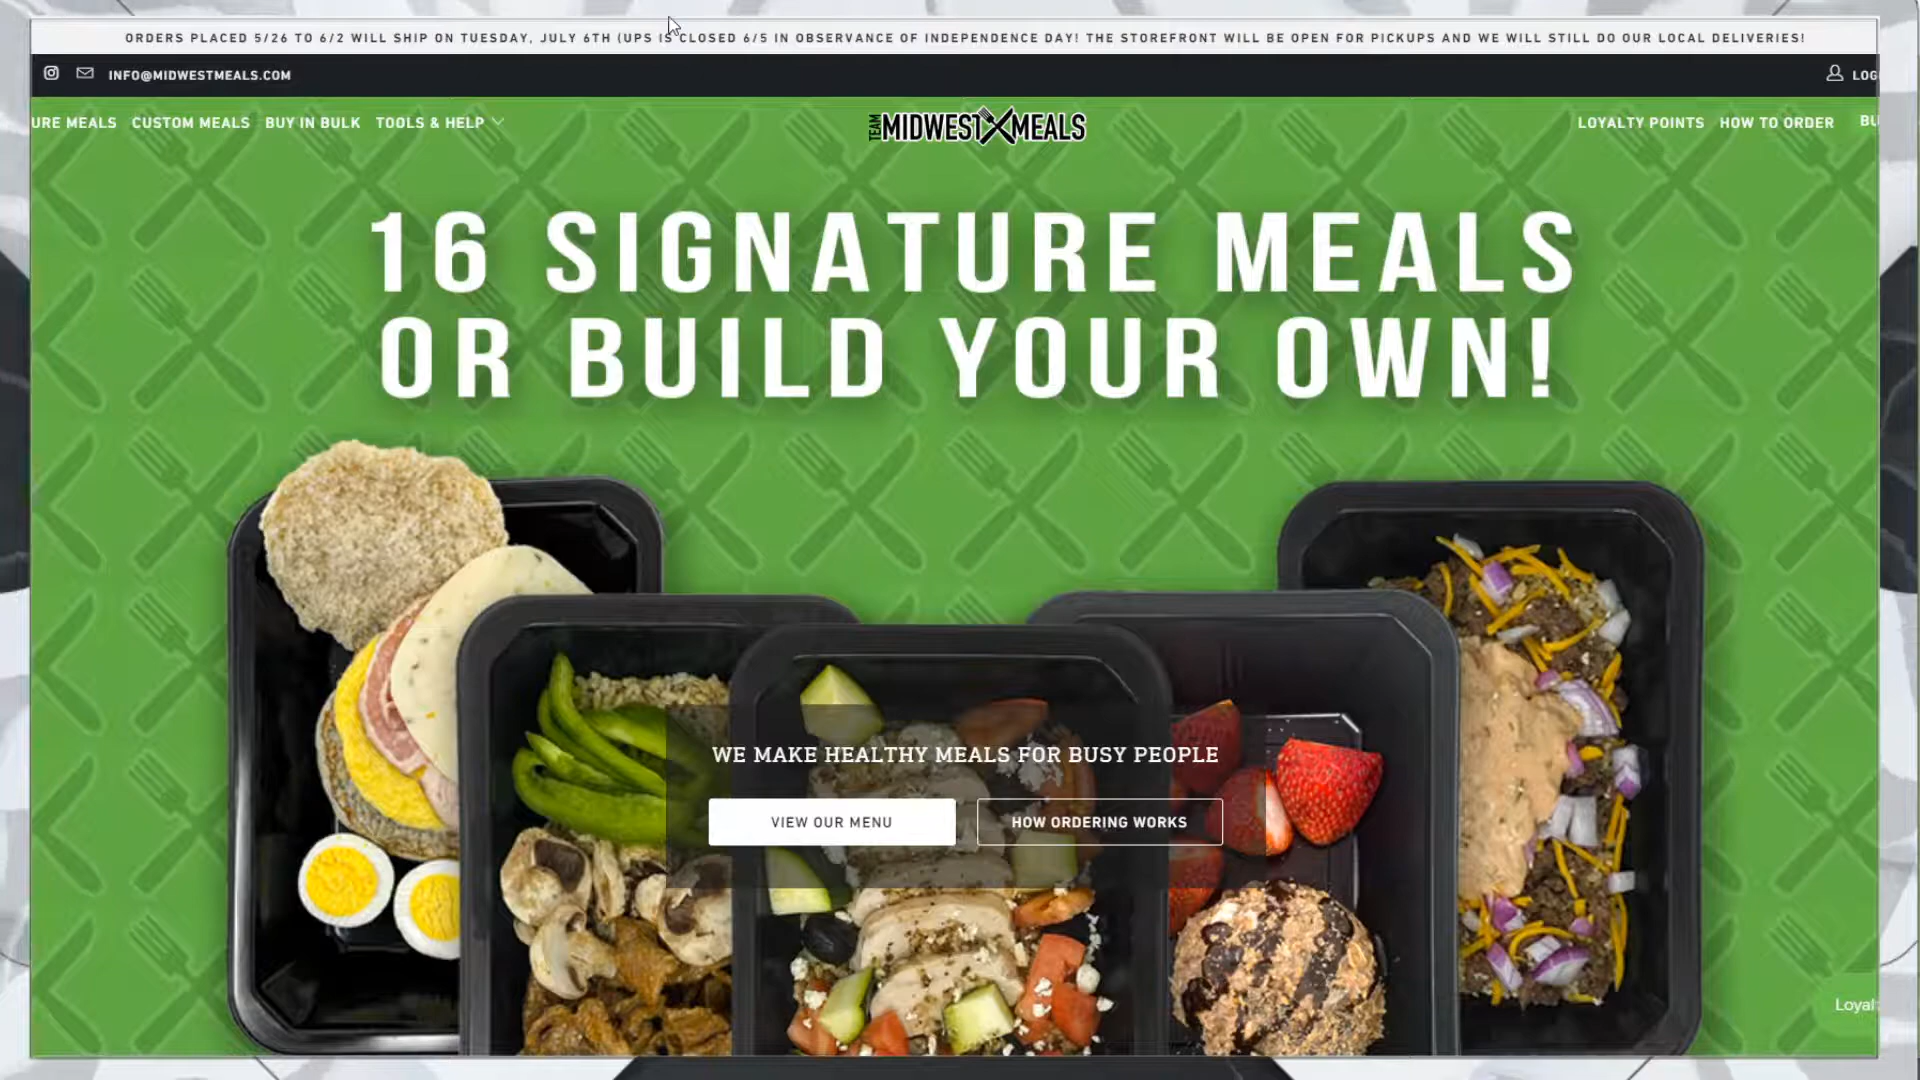 ORDERS PLACED 5/26 TO 6/2 WILL SHIP ON TUESDAY, JULY 6TH (UPS IS CLOSED 6/5 IN OBSERVANCE OF INDEPENDENCE DAY! THE STOREFRONT WILL BE OPEN FOR PICKUPS AND WE WILL STILL DO OUR LOCAL DELIVERIES!
INFO@MIDWESTMEALS.COM LOG
URE MEALS CUSTOM MEALS BUY IN BULK TOOLS & HELP TEAM MIDWEST MEALS LOYALTY POINTS HOW TO ORDER BU
16 SIGNATURE MEALS
OR BUILD YOUR OWN!
WE MAKE HEALTHY MEALS FOR BUSY PEOPLE
VIEW OUR MENU HOW ORDERING WORKS
Loyal